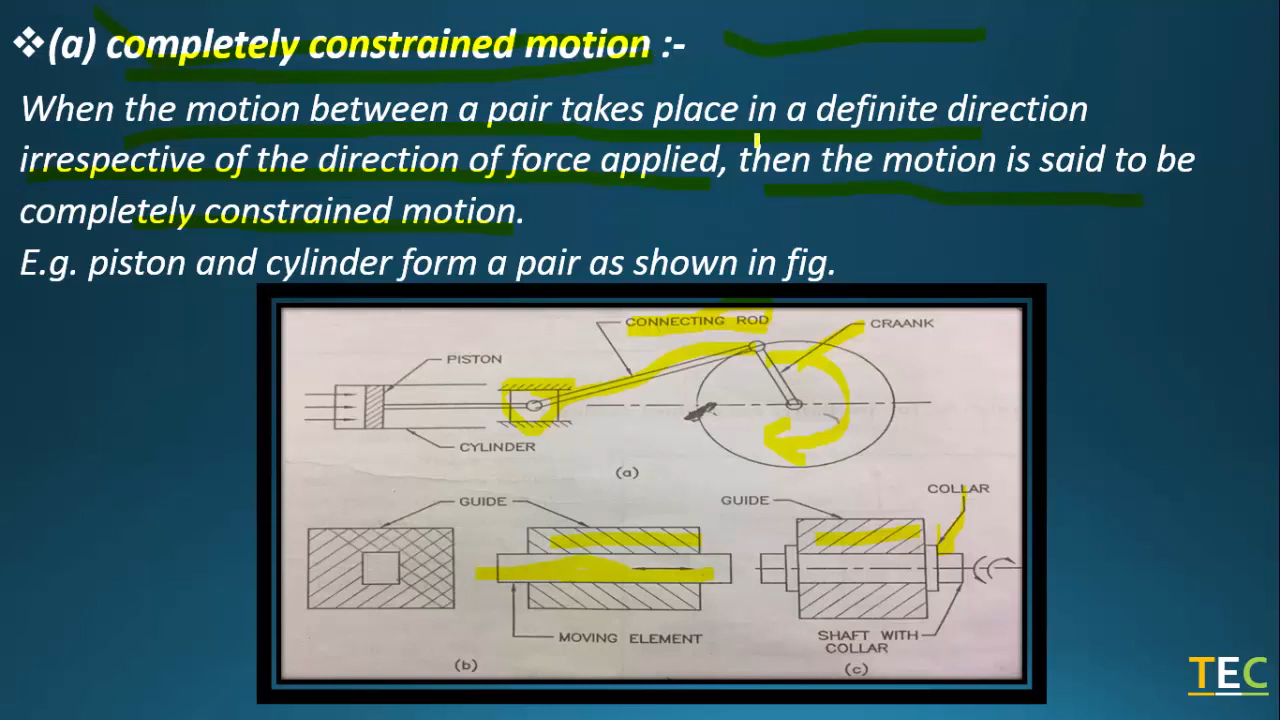 ❖(a) completely constrained motion :-
When the motion between a pair takes place in a definite direction
irrespective of the direction of force applied, then the motion is said to be
completely constrained motion.
E.g. piston and cylinder form a pair as shown in fig.
CONNECTING ROD
CRAANK
PISTON
CYLINDER
(a)
GUIDE
GUIDE
COLLAR
MOVING ELEMENT
SHAFT WITH
COLLAR
(b)
(c)
TEC